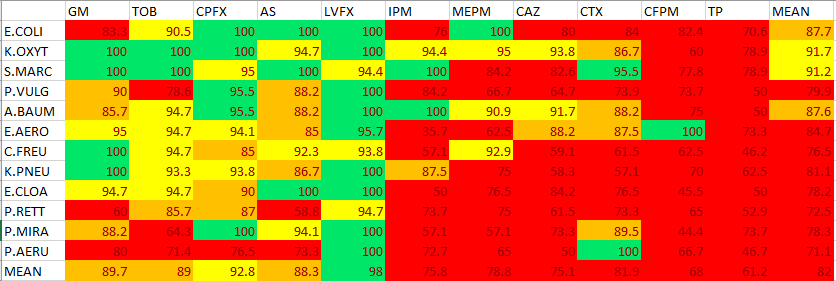 GM TOB CPFX AS LVFX IPM MEPM CAZ CTX CFPM TP MEAN
E.COLI 83.3 90.5 100 100 100 76 100 80 84 82.4 70.6 87.7
K.OXYT 100 100 100 94.7 100 94.4 95 93.8 86.7 60 78.9 91.7
S.MARC 100 100 95 100 94.4 100 84.2 82.6 95.5 77.8 78.9 91.2
P.VULG 90 78.6 95.5 88.2 100 84.2 66.7 64.7 73.9 73.7 50 79.9
A.BAUM 85.7 94.7 95.5 88.2 100 100 90.9 91.7 88.2 75 50 87.6
E.AERO 95 94.7 94.1 85 95.7 35.7 62.5 88.2 87.5 100 73.3 84.7
C.FREU 100 94.7 85 92.3 93.8 57.1 92.9 59.1 61.5 62.5 46.2 76.5
K.PNEU 100 93.3 93.8 86.7 100 87.5 75 58.3 57.1 70 62.5 81.1
E.CLOA 94.7 94.7 90 100 100 50 76.5 84.2 76.5 45.5 50 78.2
P.RETT 60 85.7 87 58.8 94.7 73.7 75 61.5 73.3 65 52.9 72.5
P.MIRA 88.2 64.3 100 94.1 100 57.1 57.1 73.3 89.5 44.4 73.7 78.3
P.AERU 80 71.4 76.5 73.3 100 72.7 65 50 100 66.7 46.7 71.1
MEAN 89.7 89 92.8 88.3 98 75.8 78.8 75.1 81.9 68 61.2 82